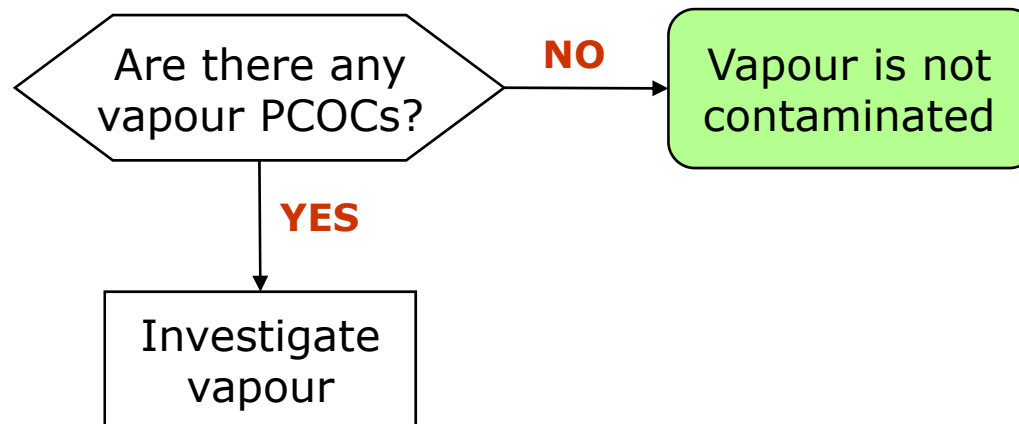 Are there any
vapour PCOCs?
NO
Vapour is not
contaminated
YES
Investigate
vapour